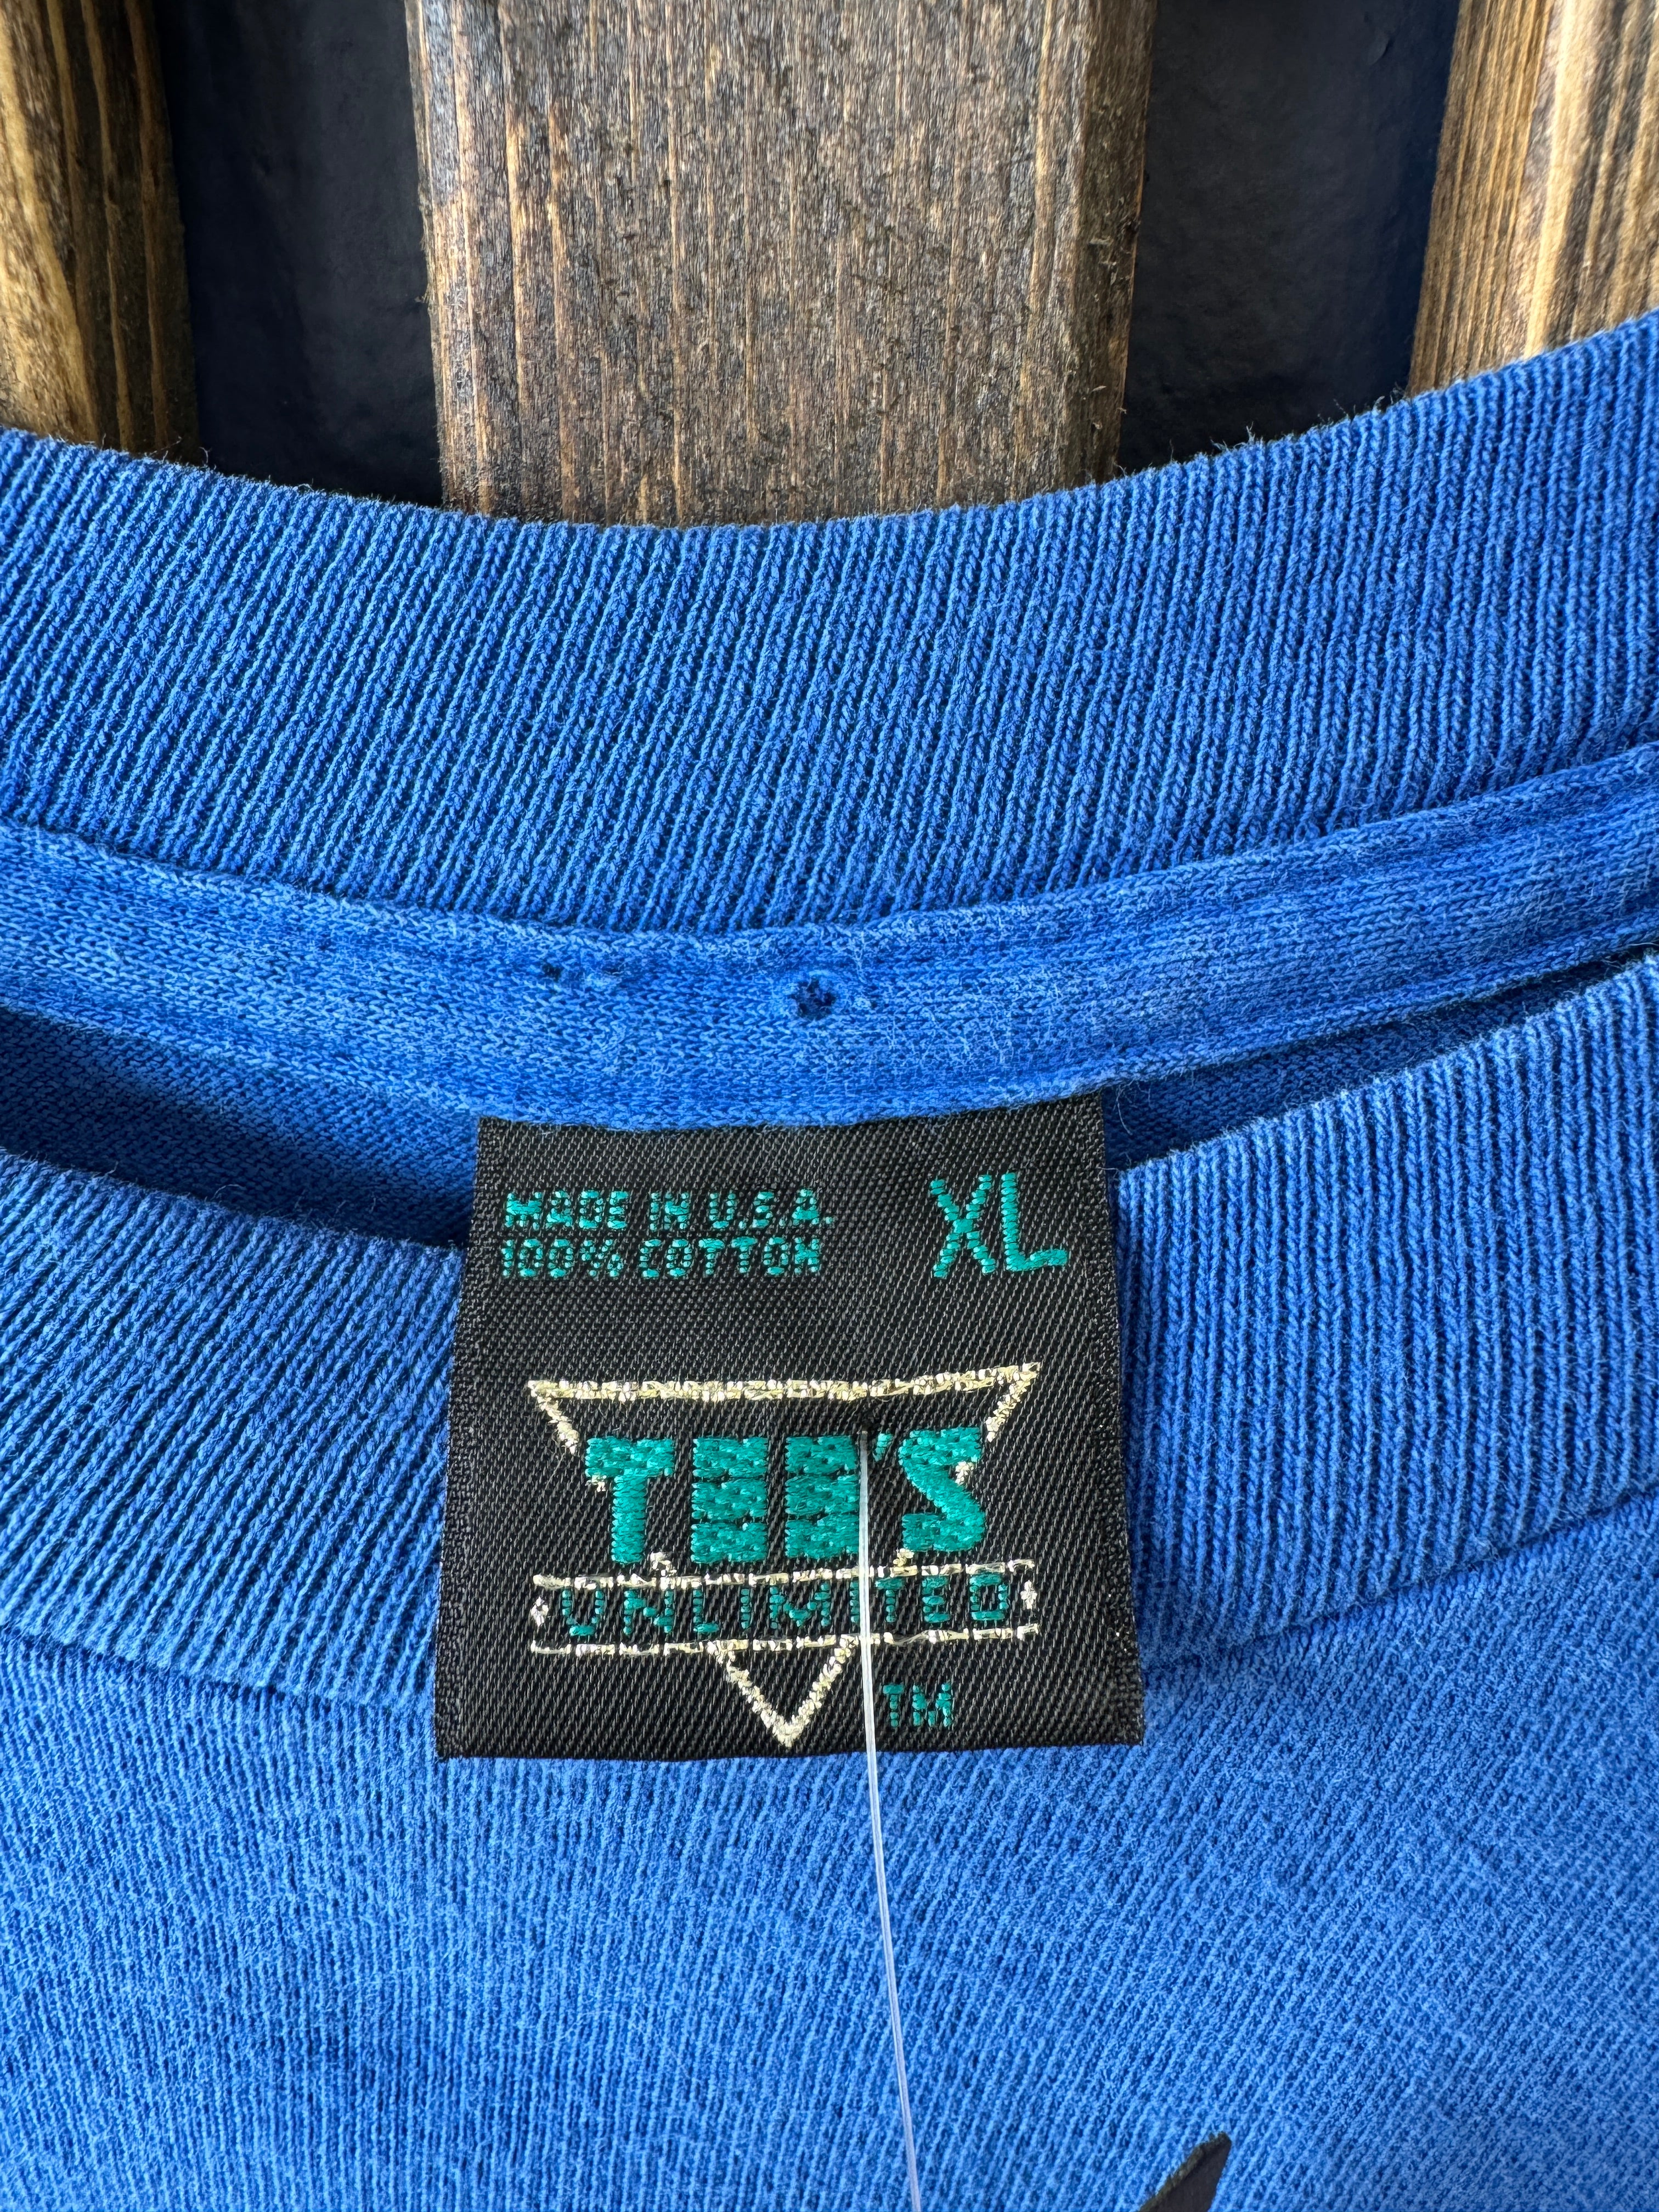 MADE IN U.S.A.
100% COTTON
XL
TEE'S
UNLIMITED
TM